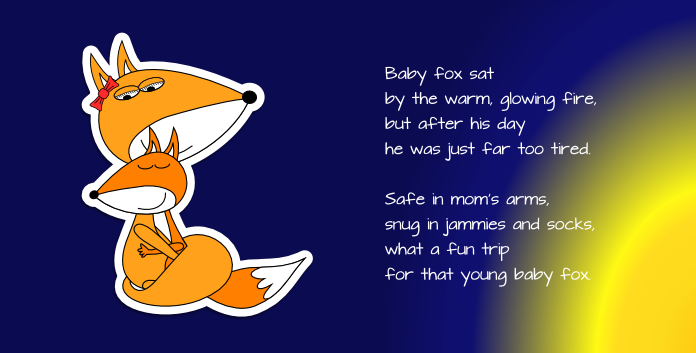 Baby fox sat
by the warm, glowing fire,
but after his day
he was just far too tired.
Safe in mom's arms,
snug in jammies and socks,
what a fun trip
for that young baby fox.